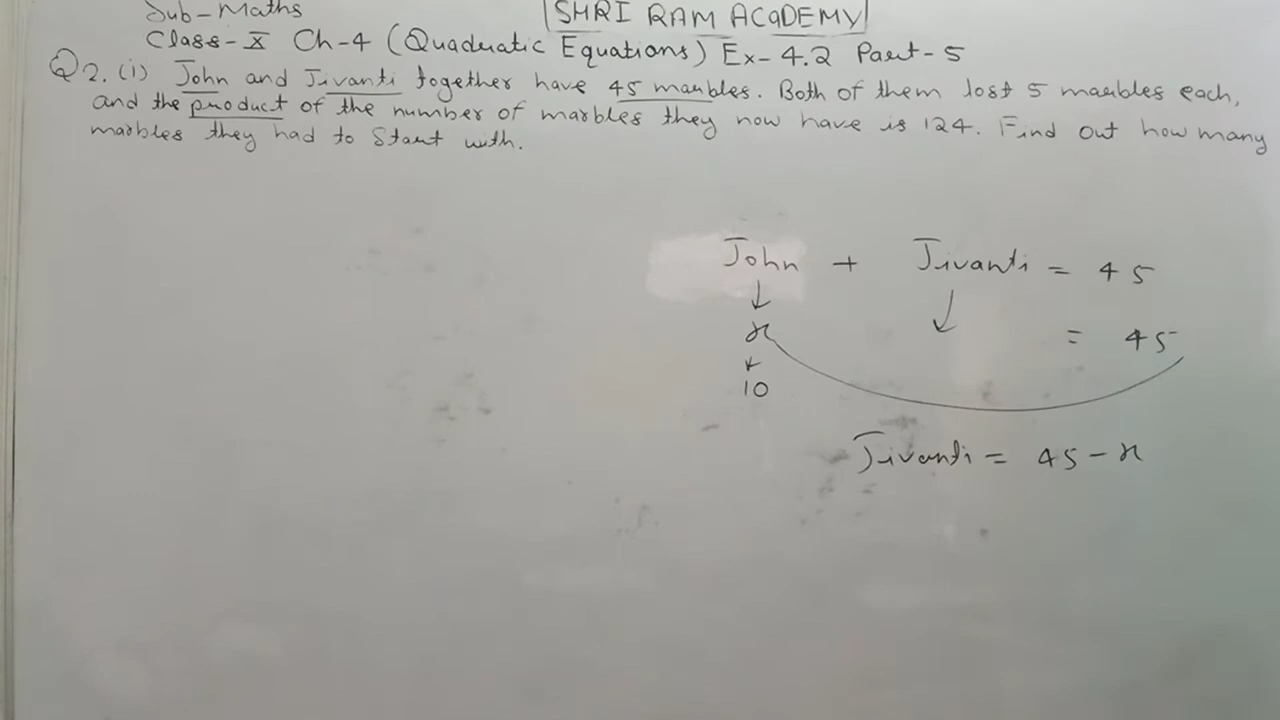 Sub-Maths
SHRI RAM ACADEMY
Class-X Ch-4 (Quadratic Equations) Ex-4.2 Part-5
Q2.(i) John and Jivanti together have 45 marbles. Both of them lost 5 marbles each,
and the product of the number of marbles they now have is 124. Find out how many
marbles they had to start with.
John + Jivanti = 45
↓ ↓
x = 45
↓
10
Jivanti = 45-x